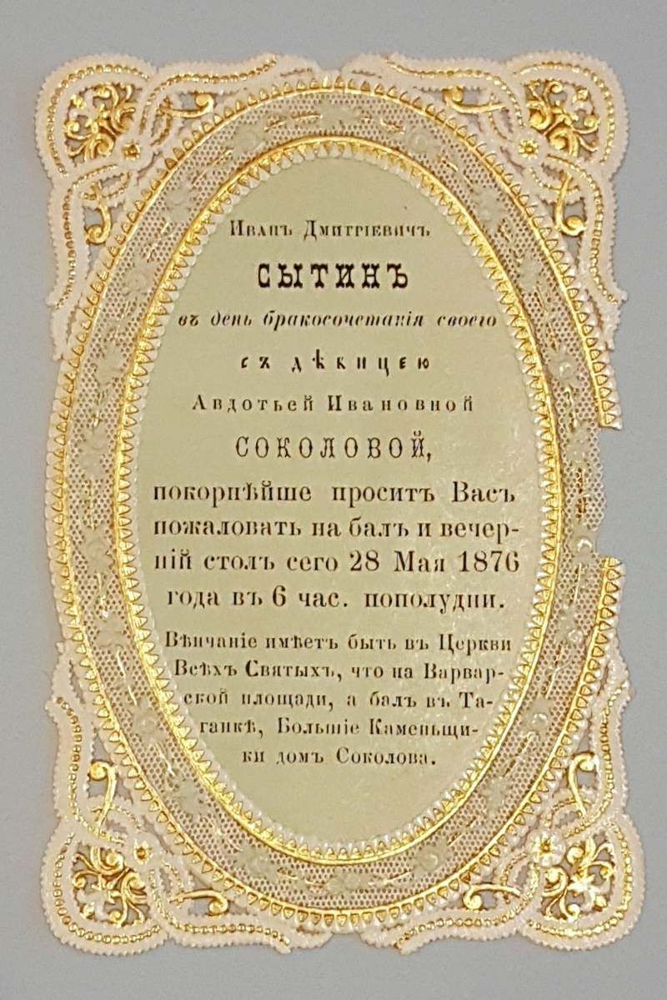 Иванъ Дмитріевичъ
СЫТИНЪ
въ день бракосочетанія своего
съ дѣвицею
Авдотьей Ивановной
СОКОЛОВОЙ,
покорнѣйше проситъ Васъ
пожаловать на балъ и вечер-
ній столъ сего 28 Мая 1876
года въ 6 час. пополудни.
Вѣнчаніе имѣетъ быть въ Церкви
Всѣхъ Святыхъ, что на Варвар-
ской площади, а балъ въ Та-
ганкѣ, Большіе Каменьщи-
ки домъ Соколова.